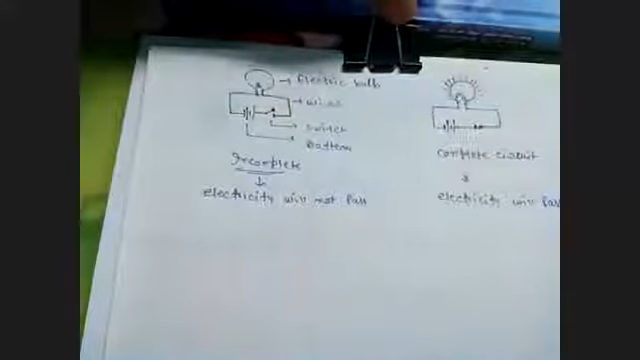 electric bulb
wires
switch
battery
Incomplete
electricity will not pass
complete circuit
electricity will pass